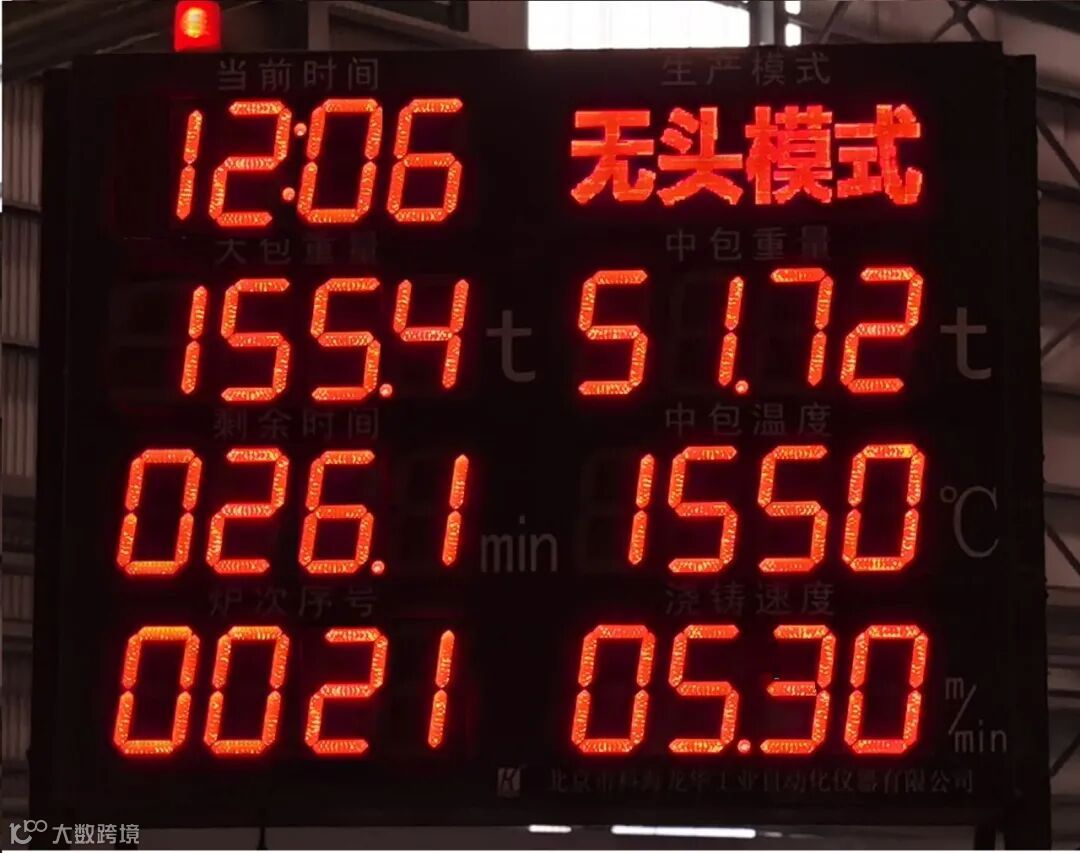 当前时间 生产模式
12:06 无头模式
大包重量 中包重量
155.4 t 51.72 t
剩余时间 中包温度
026.1 min 1550 ℃
炉次序号 浇铸速度
0021 05.30 m/min
K 北京市科海龙华工业自动化仪器有限公司
大数跨境